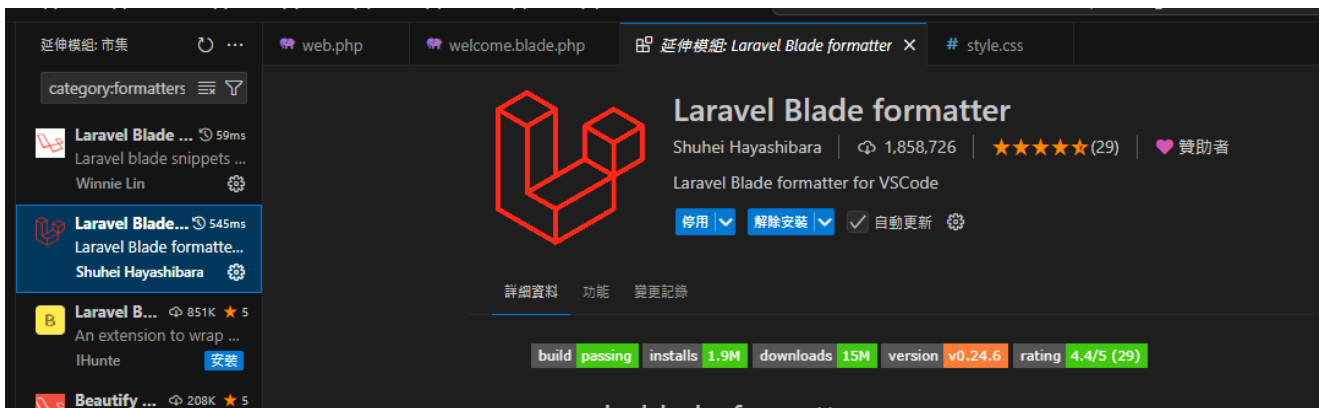 延伸模組: 市集
web.php
welcome.blade.php
延伸模組: Laravel Blade formatter
# style.css
category:formatters
Laravel Blade ... 59ms
Laravel blade snippets ...
Winnie Lin
Laravel Blade... 545ms
Laravel Blade formatte...
Shuhei Hayashibara
Laravel B... 851K ★ 5
An extension to wrap ...
IHunte
安裝
Beautify ... 208K ★ 5
Laravel Blade formatter
Shuhei Hayashibara 1,858,726 (29) 贊助者
Laravel Blade formatter for VSCode
停用 解除安裝 自動更新
詳細資料 功能 變更記錄
build passing installs 1.9M downloads 15M version v0.24.6 rating 4.4/5 (29)